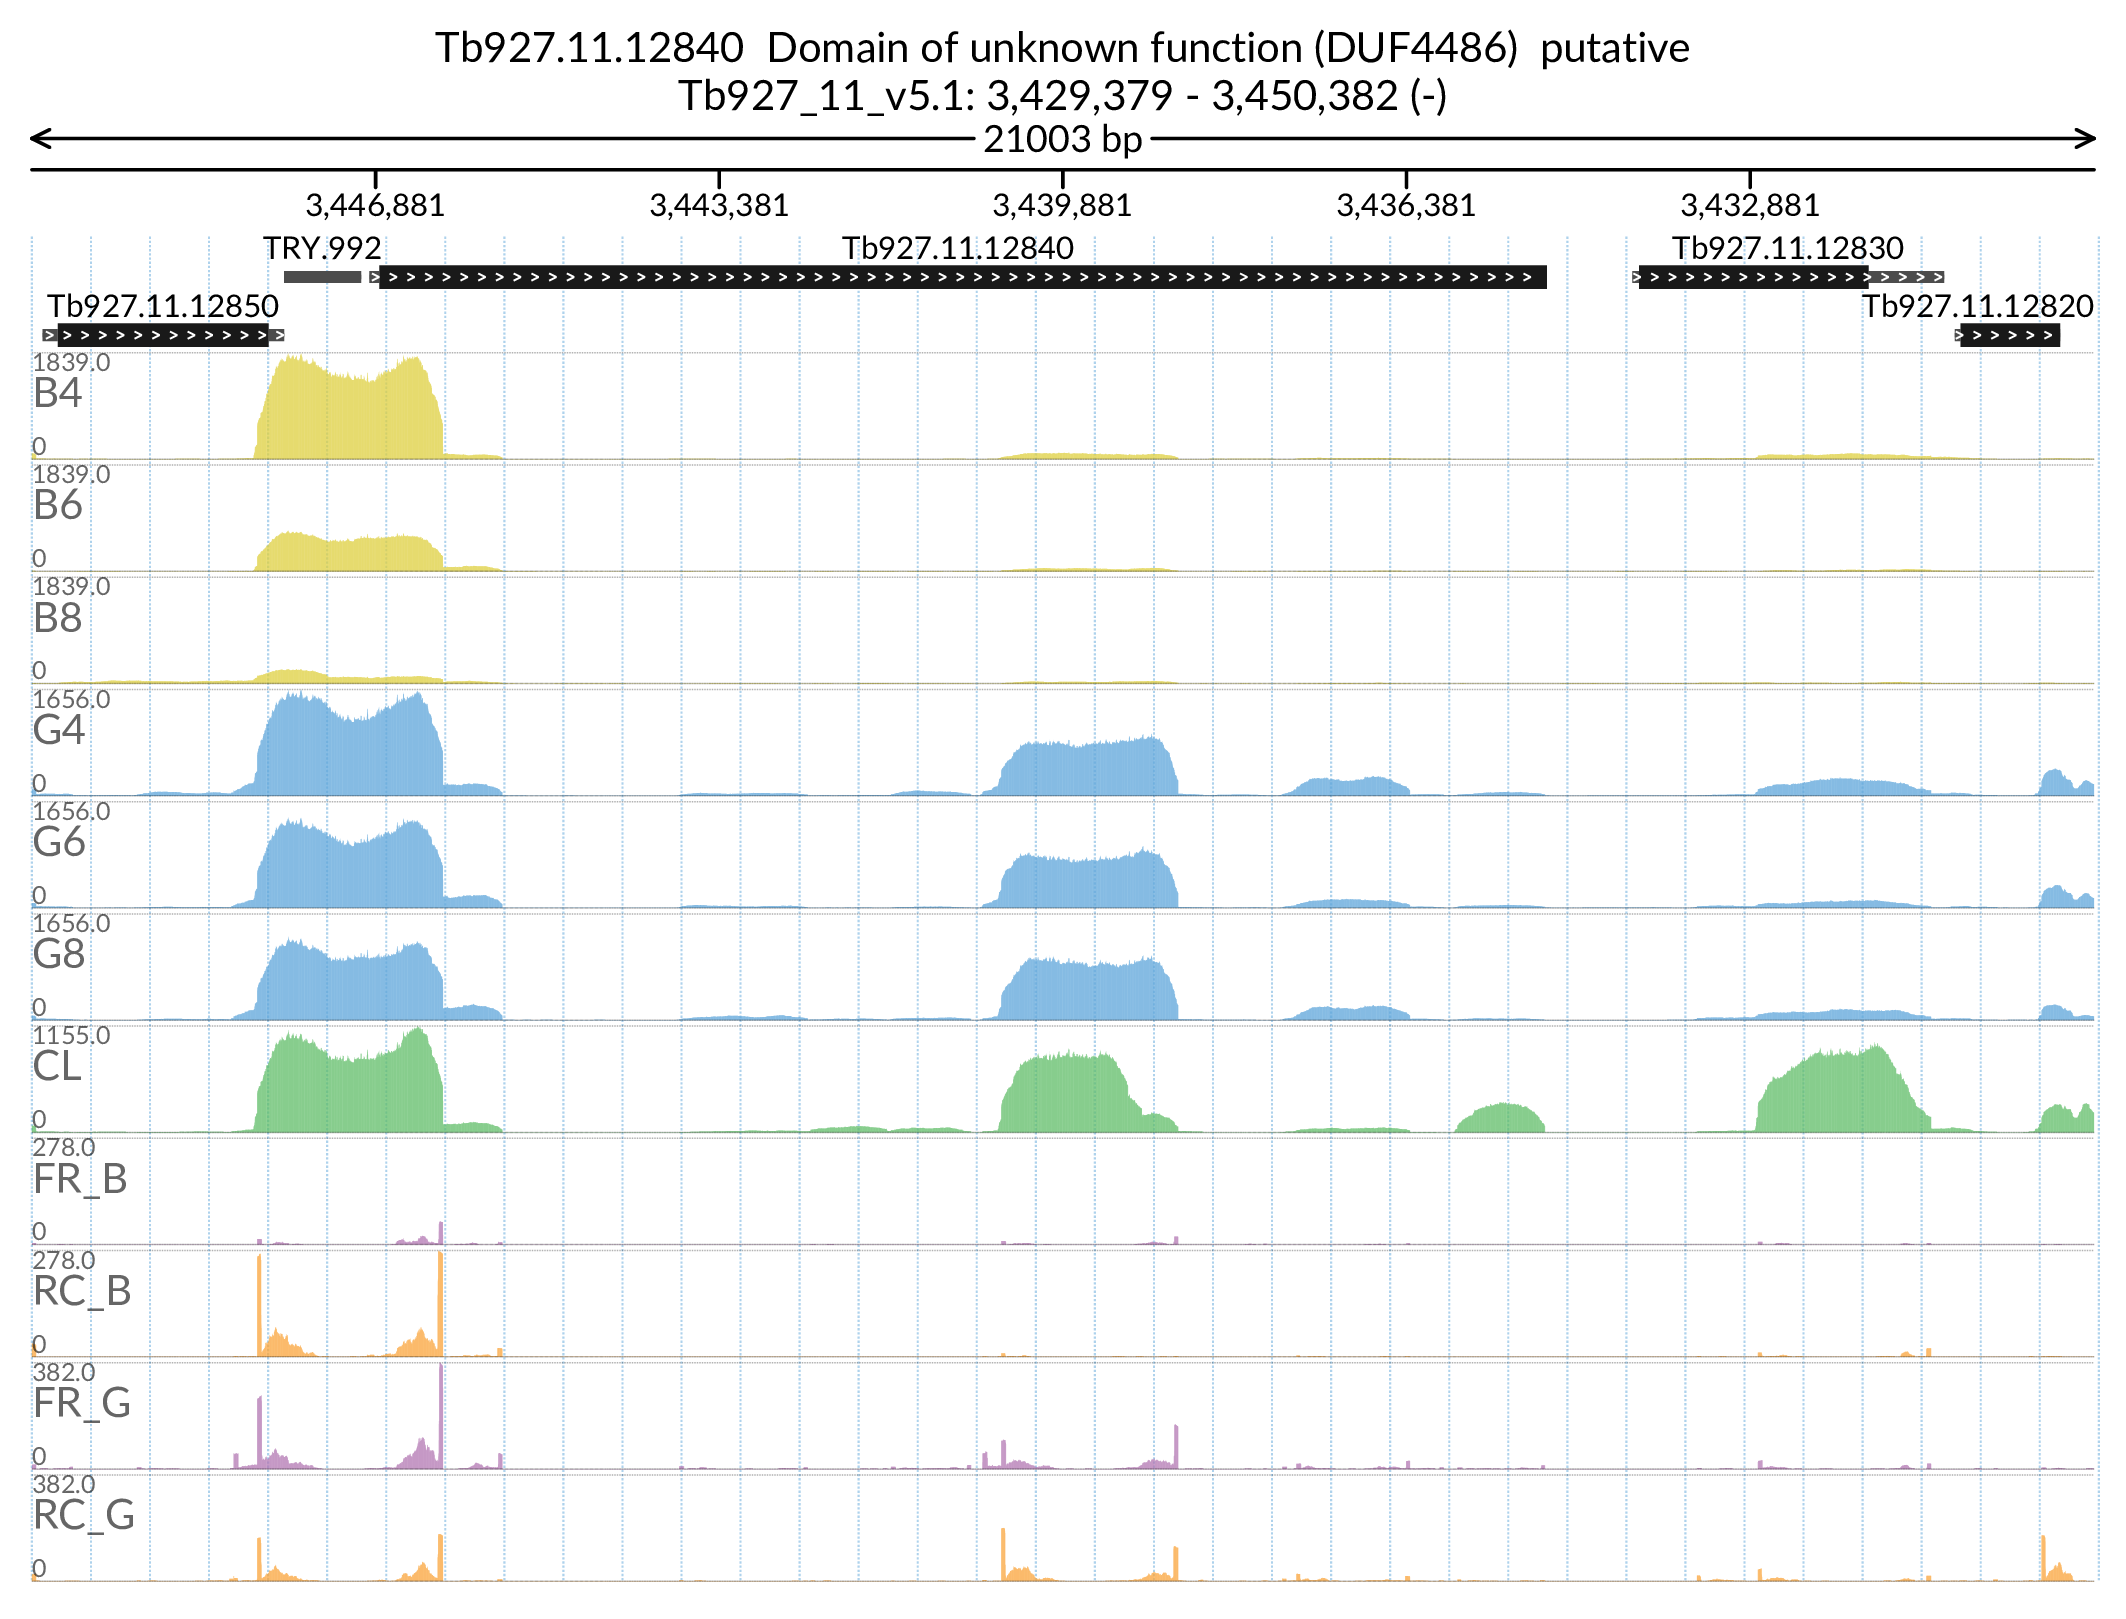 Tb927.11.12840  Domain of unknown function (DUF4486)  putative
Tb927_11_v5.1: 3,429,379 - 3,450,382 (-)
21003 bp
3,446,881 3,443,381 3,439,881 3,436,381 3,432,881
TRY.992 Tb927.11.12840 Tb927.11.12830
Tb927.11.12850 Tb927.11.12820
1839.0
B4
0
1839.0
B6
0
1839.0
B8
0
1656.0
G4
0
1656.0
G6
0
1656.0
G8
0
1155.0
CL
0
278.0
FR_B
0
278.0
RC_B
0
382.0
FR_G
0
382.0
RC_G
0